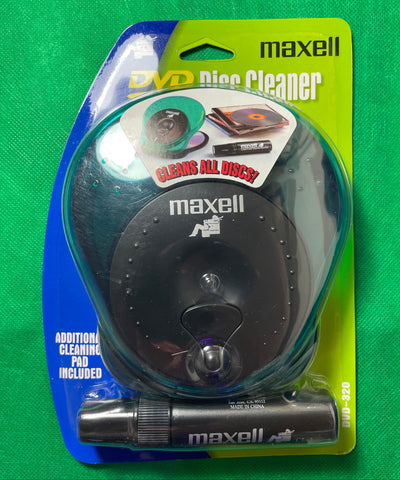 maxell
DVD Disc Cleaner
CLEANS ALL DISCS!
maxell
ADDITIONAL
CLEANING
PAD
INCLUDED
DVD-320
MADE IN CHINA
maxell